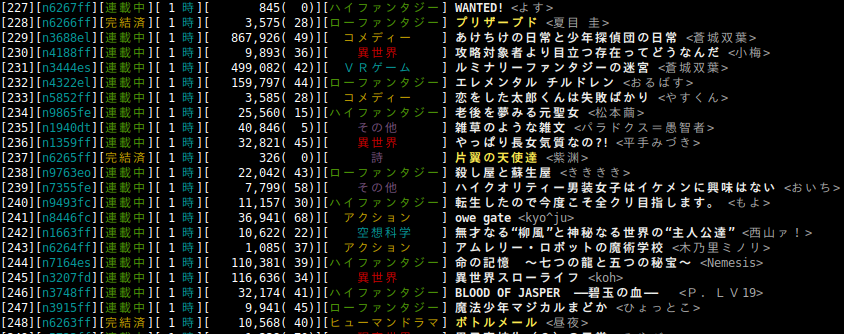 [227][n6267ff][連載中][ 1 時][ 845( 0)][ハイファンタジー] WANTED! <よす>
[228][n6266ff][完結済][ 1 時][ 3,575( 28)][ローファンタジー] プリザーブド <夏目 圭>
[229][n3688el][連載中][ 1 時][ 867,926( 49)][コメディー] あけちけの日常と少年探偵団の日常 <蒼城双葉>
[230][n4188ff][連載中][ 1 時][ 9,893( 36)][異世界] 攻略対象者より目立つ存在ってどうなんだ <小梅>
[231][n3444es][連載中][ 1 時][ 499,082( 42)][ＶＲゲーム] ルミナリーファンタジーの迷宮 <蒼城双葉>
[232][n4322el][連載中][ 1 時][ 159,797( 44)][ローファンタジー] エレメンタル チルドレン <おるばす>
[233][n5852ff][連載中][ 1 時][ 3,585( 28)][コメディー] 恋をした太郎くんは失敗ばかり <やすくん>
[234][n9865fe][連載中][ 1 時][ 25,560( 15)][ハイファンタジー] 老後を夢みる元聖女 <松本繭>
[235][n1940dt][連載中][ 1 時][ 40,846( 5)][その他] 雑草のような雑文 <パラドクス＝愚智者>
[236][n1359ff][連載中][ 1 時][ 32,821( 45)][異世界] やっぱり長女気質なの?! <平手みづき>
[237][n6265ff][完結済][ 1 時][ 326( 0)][詩] 片翼の天使達 <紫渕>
[238][n9763eo][連載中][ 1 時][ 22,042( 43)][ローファンタジー] 殺し屋と蘇生屋 <きききき>
[239][n7355fe][連載中][ 1 時][ 7,799( 58)][その他] ハイクオリティー男装女子はイケメンに興味はない <おいち>
[240][n9493fc][連載中][ 1 時][ 11,157( 30)][ハイファンタジー] 転生したので今度こそ全クリ目指します。 <もよ>
[241][n8446fc][連載中][ 1 時][ 36,941( 68)][アクション] owe gate <kyo^ju>
[242][n1663ff][連載中][ 1 時][ 10,622( 22)][空想科学] 無才なる“柳風”と神秘なる世界の“主人公達” <西山ァ！>
[243][n6264ff][連載中][ 1 時][ 1,085( 37)][アクション] アムレリー・ロボットの魔術学校 <木乃里ミノリ>
[244][n7164es][連載中][ 1 時][ 110,381( 39)][ハイファンタジー] 命の記憶 ～七つの龍と五つの秘宝～ <Nemesis>
[245][n3207fd][連載中][ 1 時][ 116,636( 34)][異世界] 異世界スローライフ <koh>
[246][n3748ff][連載中][ 1 時][ 32,174( 41)][ハイファンタジー] BLOOD OF JASPER ―碧玉の血― <Ｐ．ＬＶ19>
[247][n3915ff][連載中][ 1 時][ 9,941( 45)][ローファンタジー] 魔法少年マジカルまどか <ひょっとこ>
[248][n6263ff][完結済][ 1 時][ 10,568( 40)][ヒューマンドラマ] ボトルメール <昼夜>